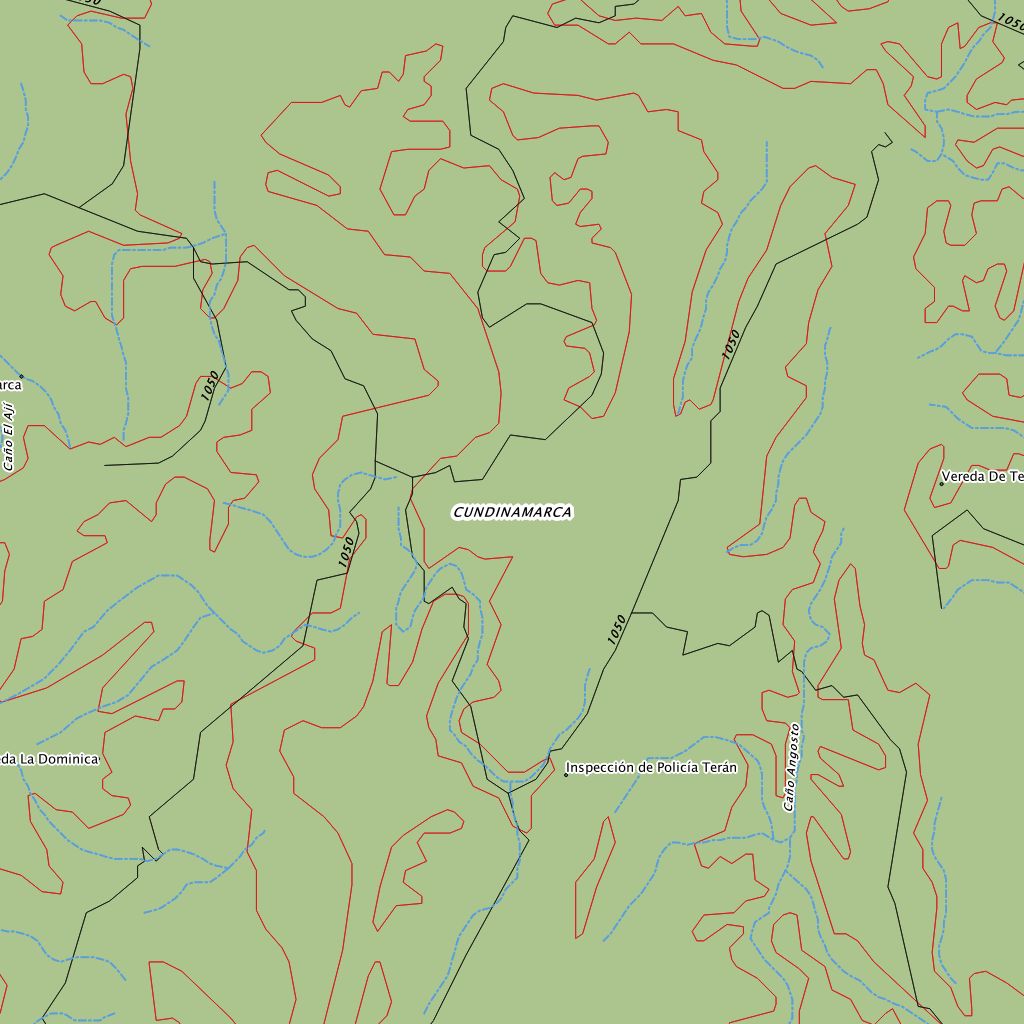 1050
1050
1050
arca
1050
Caño El Ají
Vereda De Te
CUNDINAMARCA
1050
1050
Caño Angosto
da La Dominica
Inspección de Policía Terán